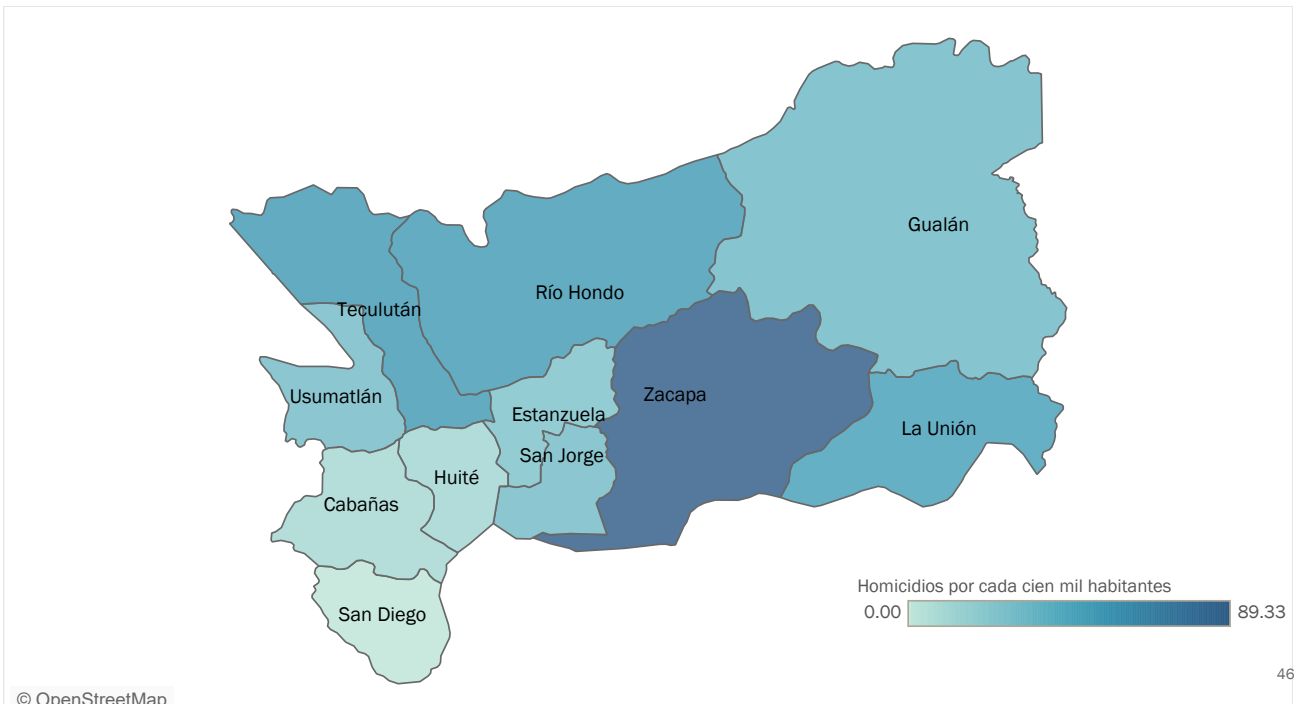 Gualán
Río Hondo
Teculután
Usumatlán
Zacapa
Estanzuela
La Unión
San Jorge
Huité
Cabañas
San Diego
Homicidios por cada cien mil habitantes
0.00 89.33
46
© OpenStreetMap